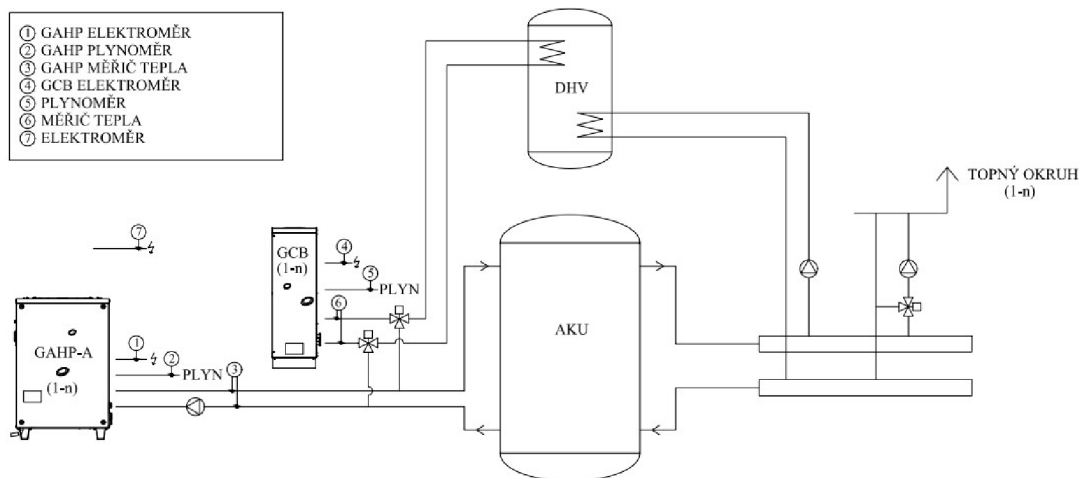 ① GAHP ELEKTROMĚR
② GAHP PLYNOMĚR
③ GAHP MĚŘIČ TEPLA
④ GCB ELEKTROMĚR
⑤ PLYNOMĚR
⑥ MĚŘIČ TEPLA
⑦ ELEKTROMĚR
DHV
TOPNÝ OKRUH
(1-n)
⑦
GCB
(1-n)
④
⑤
PLYN
⑥
AKU
GAHP-A
(1-n)
①
②
PLYN
③